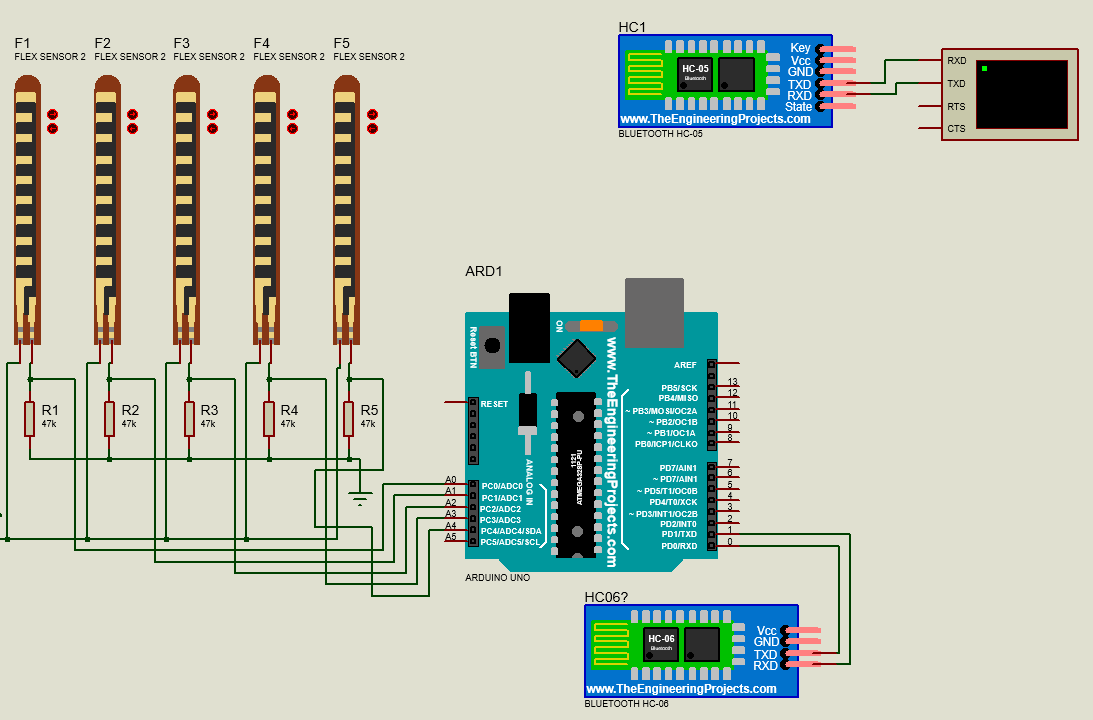 F1
FLEX SENSOR 2
F2
FLEX SENSOR 2
F3
FLEX SENSOR 2
F4
FLEX SENSOR 2
F5
FLEX SENSOR 2
HC1
HC-05
Bluetooth
Key
Vcc
GND
TXD
RXD
State
www.TheEngineeringProjects.com
BLUETOOTH HC-05
RXD
TXD
RTS
CTS
R1
47k
R2
47k
R3
47k
R4
47k
R5
47k
ARD1
Reset BTN
ON
www.TheEngineeringProjects.com
ANALOG IN
1121
ATMEGA328P-PU
RESET
A0 PC0/ADC0
A1 PC1/ADC1
A2 PC2/ADC2
A3 PC3/ADC3
A4 PC4/ADC4/SDA
A5 PC5/ADC5/SCL
AREF
PB5/SCK 13
PB4/MISO 12
~ PB3/MOSI/OC2A 11
~ PB2/OC1B 10
~ PB1/OC1A 9
PB0/ICP1/CLKO 8
PD7/AIN1 7
~ PD7/AIN1 6
~ PD5/T1/OC0B 5
PD4/T0/XCK 4
~ PD3/INT1/OC2B 3
PD2/INT0 2
PD1/TXD 1
PD0/RXD 0
ARDUINO UNO
HC06?
HC-06
Bluetooth
Vcc
GND
TXD
RXD
www.TheEngineeringProjects.com
BLUETOOTH HC-06